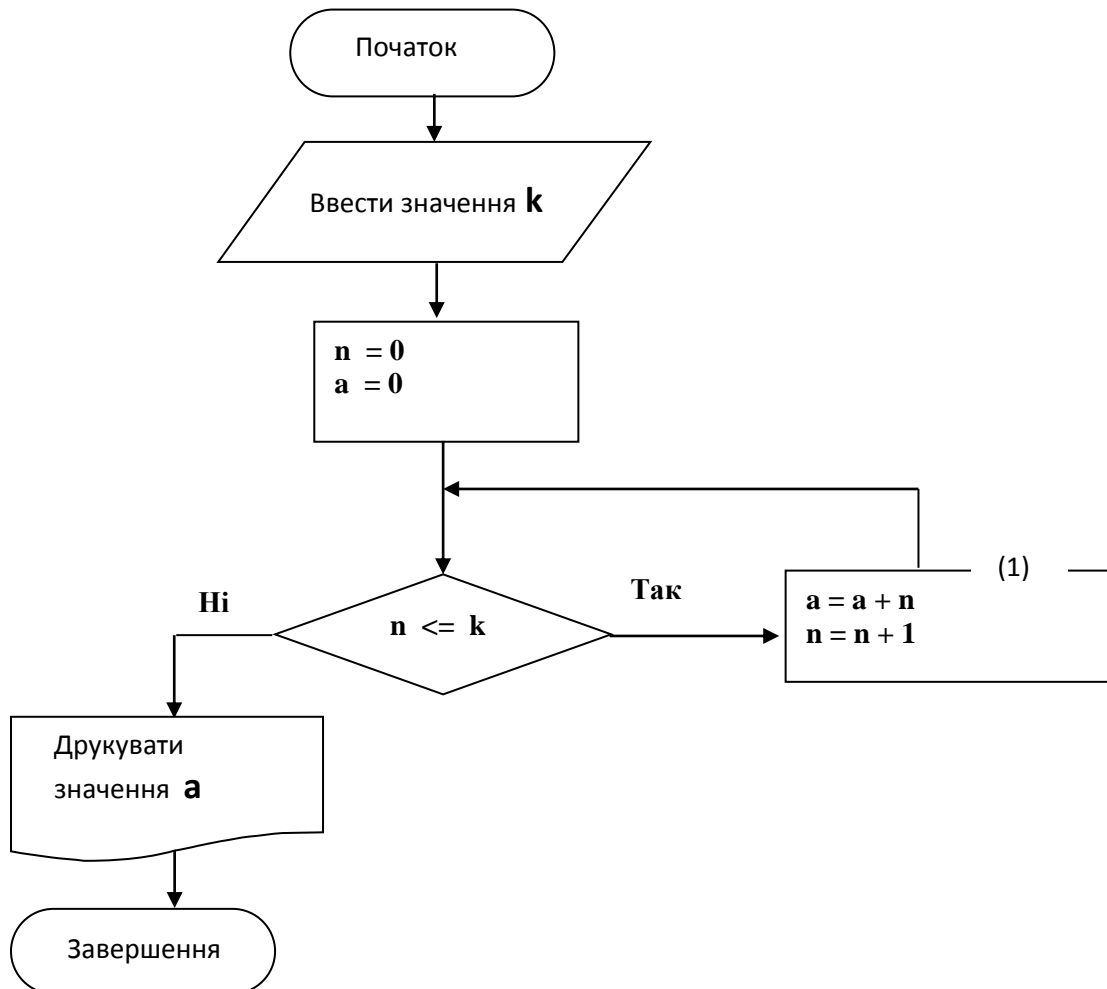 Початок
Ввести значення k
n = 0
a = 0
(1)
Ні
Так
n <= k
a = a + n
n = n + 1
Друкувати
значення a
Завершення